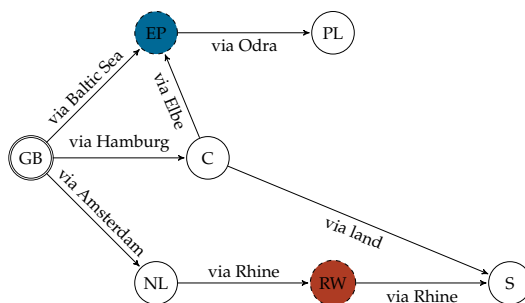 EP
via Odra
PL
via Baltic Sea
via Elbe
GB
via Hamburg
C
via Amsterdam
via land
NL
via Rhine
RW
via Rhine
S